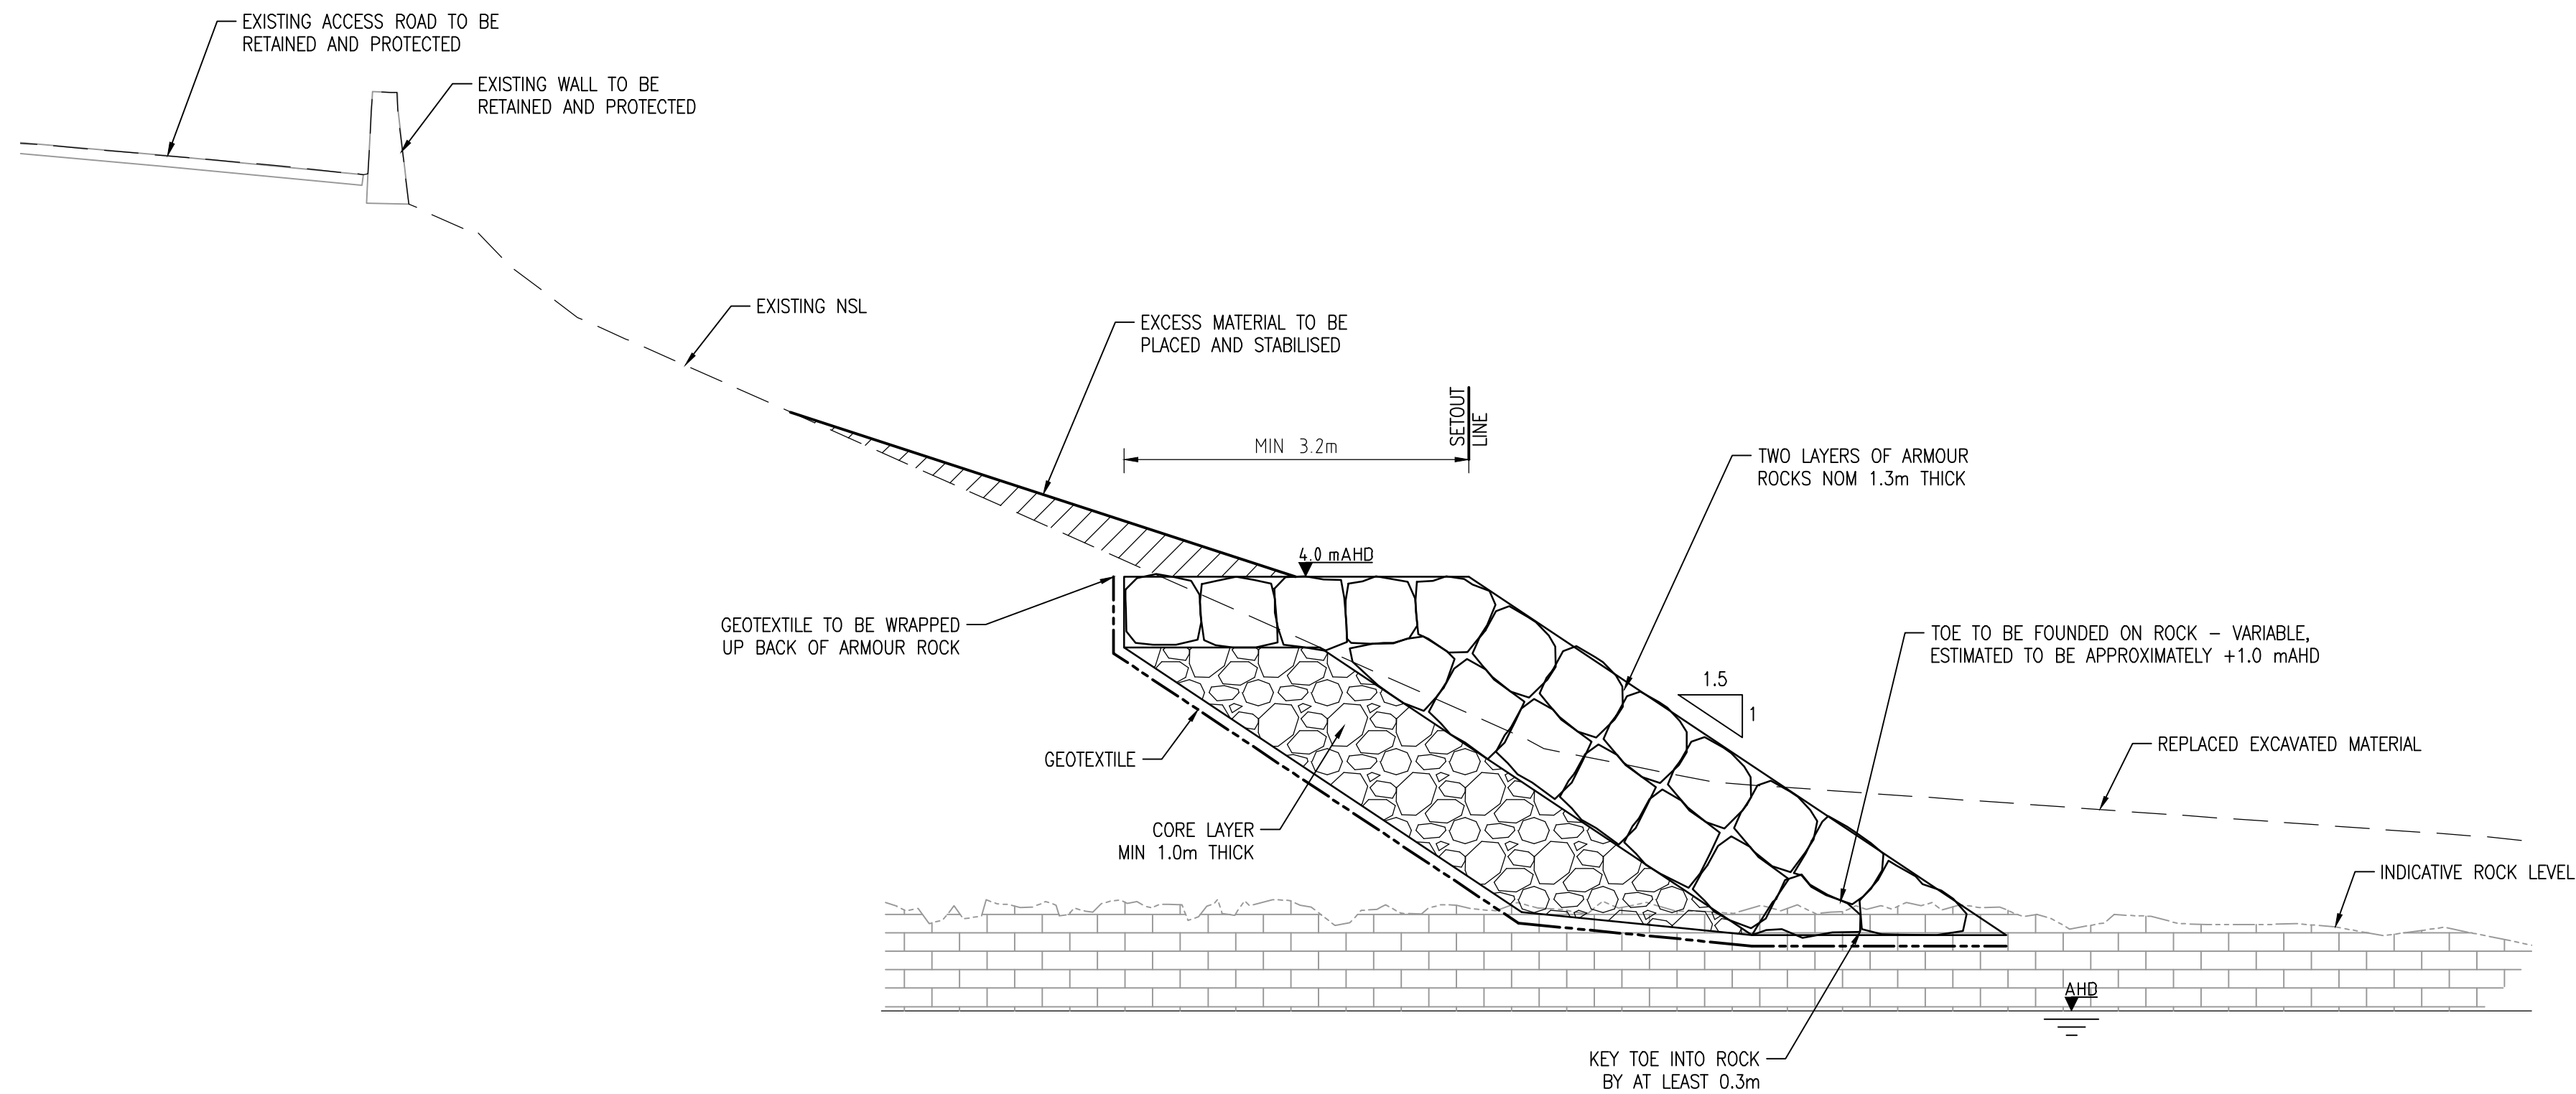 EXISTING ACCESS ROAD TO BE
RETAINED AND PROTECTED
EXISTING WALL TO BE
RETAINED AND PROTECTED
EXISTING NSL
EXCESS MATERIAL TO BE
PLACED AND STABILISED
SETOUT
LINE
MIN 3.2m
TWO LAYERS OF ARMOUR
ROCKS NOM 1.3m THICK
4.0 mAHD
GEOTEXTILE TO BE WRAPPED
UP BACK OF ARMOUR ROCK
TOE TO BE FOUNDED ON ROCK – VARIABLE,
ESTIMATED TO BE APPROXIMATELY +1.0 mAHD
1.5
1
REPLACED EXCAVATED MATERIAL
GEOTEXTILE
CORE LAYER
MIN 1.0m THICK
INDICATIVE ROCK LEVEL
AHD
KEY TOE INTO ROCK
BY AT LEAST 0.3m